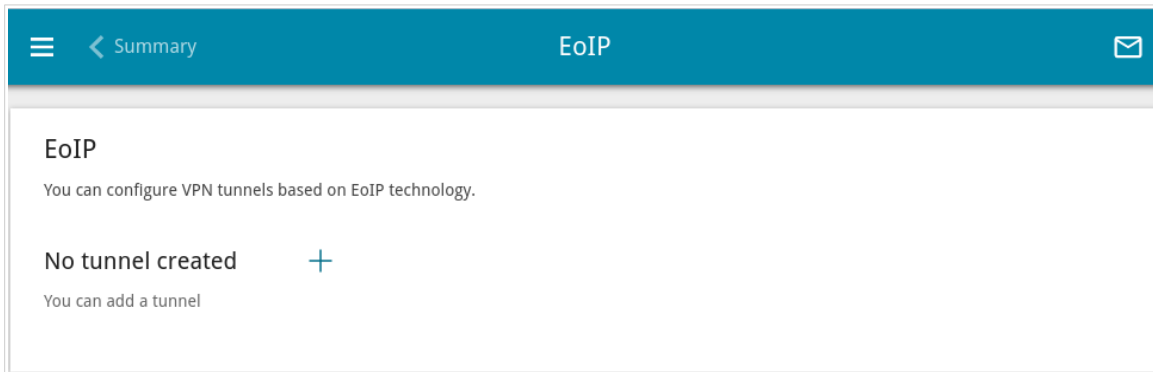 Summary
EoIP
EoIP
You can configure VPN tunnels based on EoIP technology.
No tunnel created
You can add a tunnel